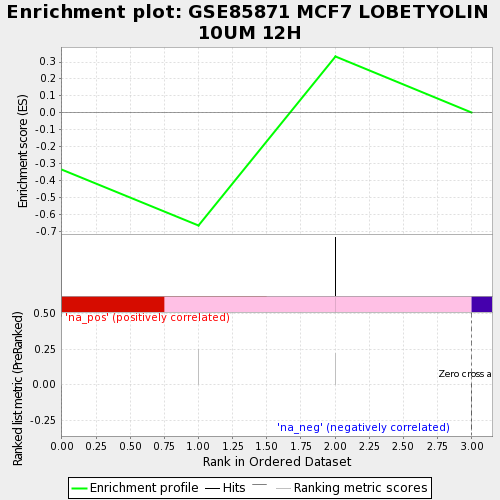 Enrichment plot: GSE85871 MCF7 LOBETYOLIN
10UM 12H
Enrichment score (ES)
0.3
0.2
0.1
0.0
-0.1
-0.2
-0.3
-0.4
-0.5
-0.6
-0.7
Ranked list metric (PreRanked)
0.50
0.25
0.00
-0.25
'na_pos' (positively correlated)
Zero cross a
'na_neg' (negatively correlated)
0.00 0.25 0.50 0.75 1.00 1.25 1.50 1.75 2.00 2.25 2.50 2.75 3.00
Rank in Ordered Dataset
Enrichment profile Hits Ranking metric scores